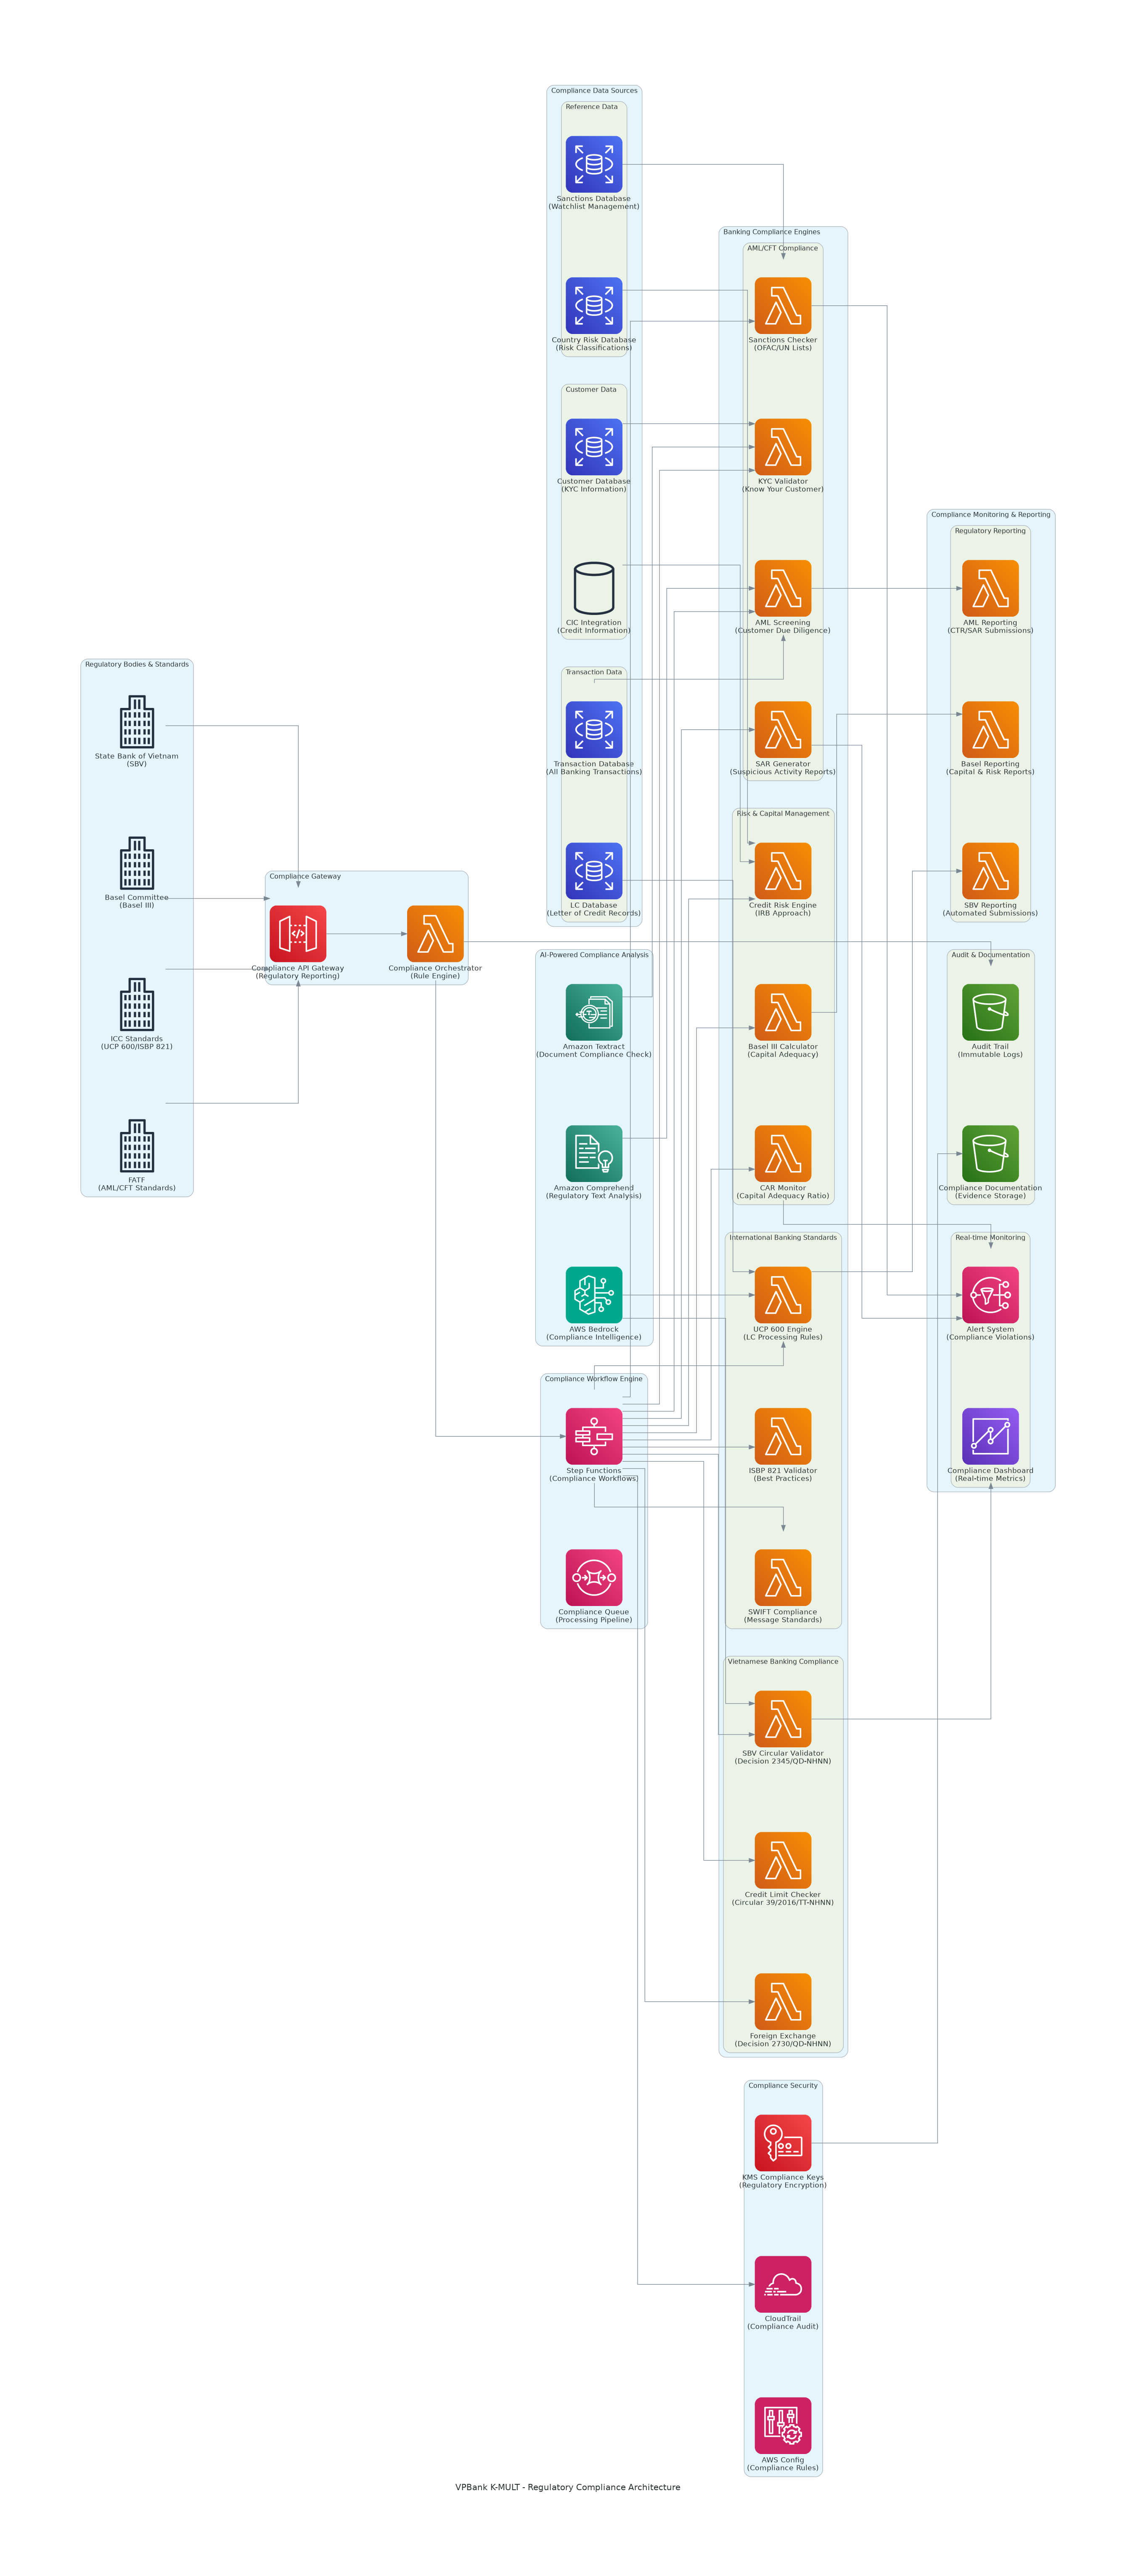 Compliance Data Sources
Reference Data
Sanctions Database
(Watchlist Management)
Country Risk Database
(Risk Classifications)
Customer Data
Customer Database
(KYC Information)
CIC Integration
(Credit Information)
Transaction Data
Transaction Database
(All Banking Transactions)
LC Database
(Letter of Credit Records)
Banking Compliance Engines
AML/CFT Compliance
Sanctions Checker
(OFAC/UN Lists)
KYC Validator
(Know Your Customer)
AML Screening
(Customer Due Diligence)
SAR Generator
(Suspicious Activity Reports)
Risk & Capital Management
Credit Risk Engine
(IRB Approach)
Basel III Calculator
(Capital Adequacy)
CAR Monitor
(Capital Adequacy Ratio)
International Banking Standards
UCP 600 Engine
(LC Processing Rules)
ISBP 821 Validator
(Best Practices)
SWIFT Compliance
(Message Standards)
Vietnamese Banking Compliance
SBV Circular Validator
(Decision 2345/QD-NHNN)
Credit Limit Checker
(Circular 39/2016/TT-NHNN)
Foreign Exchange
(Decision 2730/QD-NHNN)
Compliance Monitoring & Reporting
Regulatory Reporting
AML Reporting
(CTR/SAR Submissions)
Basel Reporting
(Capital & Risk Reports)
SBV Reporting
(Automated Submissions)
Audit & Documentation
Audit Trail
(Immutable Logs)
Compliance Documentation
(Evidence Storage)
Real-time Monitoring
Alert System
(Compliance Violations)
Compliance Dashboard
(Real-time Metrics)
Regulatory Bodies & Standards
State Bank of Vietnam
(SBV)
Basel Committee
(Basel III)
ICC Standards
(UCP 600/ISBP 821)
FATF
(AML/CFT Standards)
Compliance Gateway
Compliance API Gateway
(Regulatory Reporting)
Compliance Orchestrator
(Rule Engine)
AI-Powered Compliance Analysis
Amazon Textract
(Document Compliance Check)
Amazon Comprehend
(Regulatory Text Analysis)
AWS Bedrock
(Compliance Intelligence)
Compliance Workflow Engine
Step Functions
(Compliance Workflows)
Compliance Queue
(Processing Pipeline)
Compliance Security
KMS Compliance Keys
(Regulatory Encryption)
CloudTrail
(Compliance Audit)
AWS Config
(Compliance Rules)
VPBank K-MULT - Regulatory Compliance Architecture